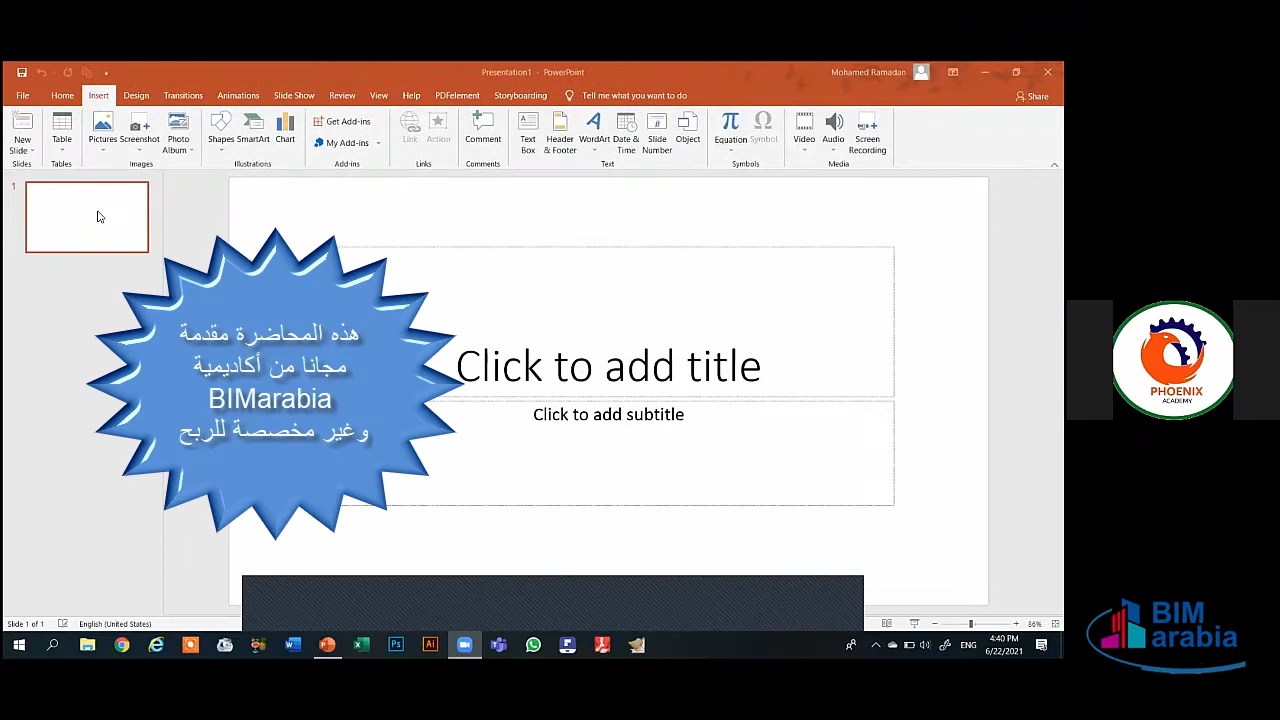 Presentation1 - PowerPoint
Mohamed Ramadan
File Home Insert Design Transitions Animations Slide Show Review View Help PDFelement Storyboarding Tell me what you want to do
Share
New Slide
Table
Pictures
Screenshot
Photo Album
Shapes
SmartArt
Chart
Get Add-ins
My Add-ins
Link
Action
Comment
Text Box
Header & Footer
WordArt
Date & Time
Slide Number
Object
Equation
Symbol
Video
Audio
Screen Recording
Slides Tables Images Illustrations Add-ins Links Comments Text Symbols Media
1
هذه المحاضرة مقدمة
مجانا من أكاديمية
BIMarabia
وغير مخصصة للربح
Click to add title
Click to add subtitle
PHOENIX
ACADEMY
BIM
arabia
Slide 1 of 1 English (United States) 86%
ENG
4:40 PM
6/22/2021